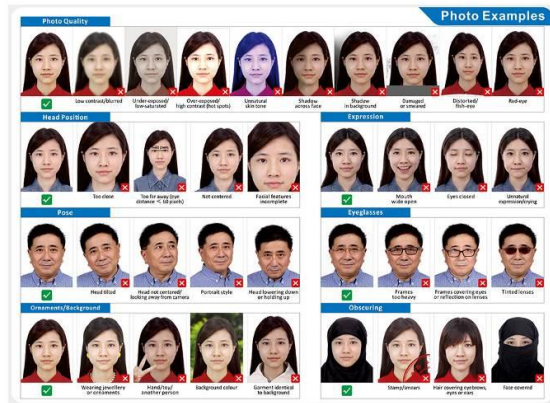 Photo Examples
Photo Quality
Low contrast/blurred
Under-exposed/
low-saturated
Over-exposed/
high contrast (hot spots)
Unnatural
skin tone
Shadow
across face
Shadow
in background
Damaged
or smeared
Distorted/
fish-eye
Red-eye
Head Position
Too close
Too far away (eye
distance < 60 pixels)
Not centered
Facial features
incomplete
Expression
Mouth
wide open
Eyes closed
Unnatural
expression/crying
Pose
Head tilted
Head not centered/
looking away from camera
Portrait style
Head lowering down
or holding up
Eyeglasses
Frames
too heavy
Frames covering eyes
or reflection on lenses
Tinted lenses
Ornaments/Background
Wearing jewellery
or ornaments
Hand/toy/
another person
Background colour
Garment identical
to background
Obscuring
Hair covering eyebrows,
eyes or ears
Face covered